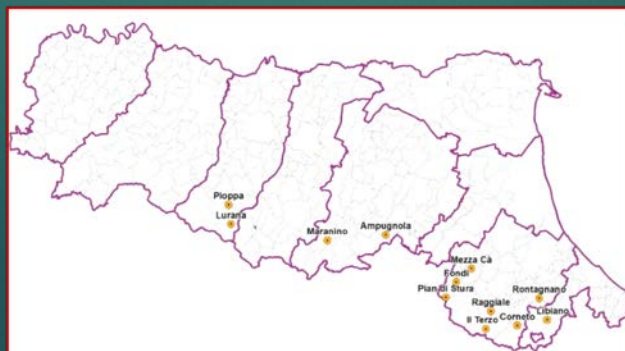 Pioppa
Lurana
Maranino
Ampugnola
Mezza Cà
Fondi
Pian di Stura
Rontagnano
Raggiale
Libiano
Corneto
Il Terzo